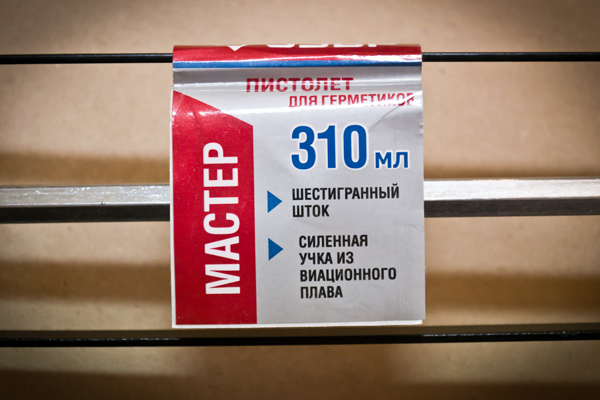 ПИСТОЛЕТ
ДЛЯ ГЕРМЕТИКОВ
310 мл
МАСТЕР
ШЕСТИГРАННЫЙ
ШТОК
СИЛЕННАЯ
УЧКА ИЗ
ВИАЦИОННОГО
ПЛАВА